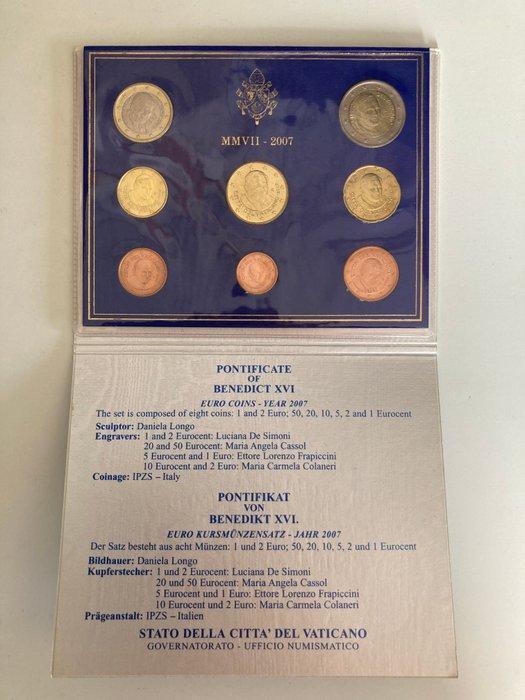 MMVII - 2007
PONTIFICATE
OF
BENEDICT XVI
EURO COINS - YEAR 2007
The set is composed of eight coins: 1 and 2 Euro; 50, 20, 10, 5, 2 and 1 Eurocent
Sculptor: Daniela Longo
Engravers: 1 and 2 Eurocent: Luciana De Simoni
20 and 50 Eurocent: Maria Angela Cassol
5 Eurocent and 1 Euro: Ettore Lorenzo Frapiccini
10 Eurocent and 2 Euro: Maria Carmela Colaneri
Coinage: IPZS – Italy
PONTIFIKAT
VON
BENEDIKT XVI.
EURO KURSMÜNZENSATZ - JAHR 2007
Der Satz besteht aus acht Münzen: 1 und 2 Euro; 50, 20, 10, 5, 2 und 1 Eurocent
Bildhauer: Daniela Longo
Kupferstecher: 1 und 2 Eurocent: Luciana De Simoni
20 und 50 Eurocent: Maria Angela Cassol
5 Eurocent und 1 Euro: Ettore Lorenzo Frapiccini
10 Eurocent und 2 Euro: Maria Carmela Colaneri
Prägeanstalt: IPZS – Italien
STATO DELLA CITTA' DEL VATICANO
GOVERNATORATO - UFFICIO NUMISMATICO